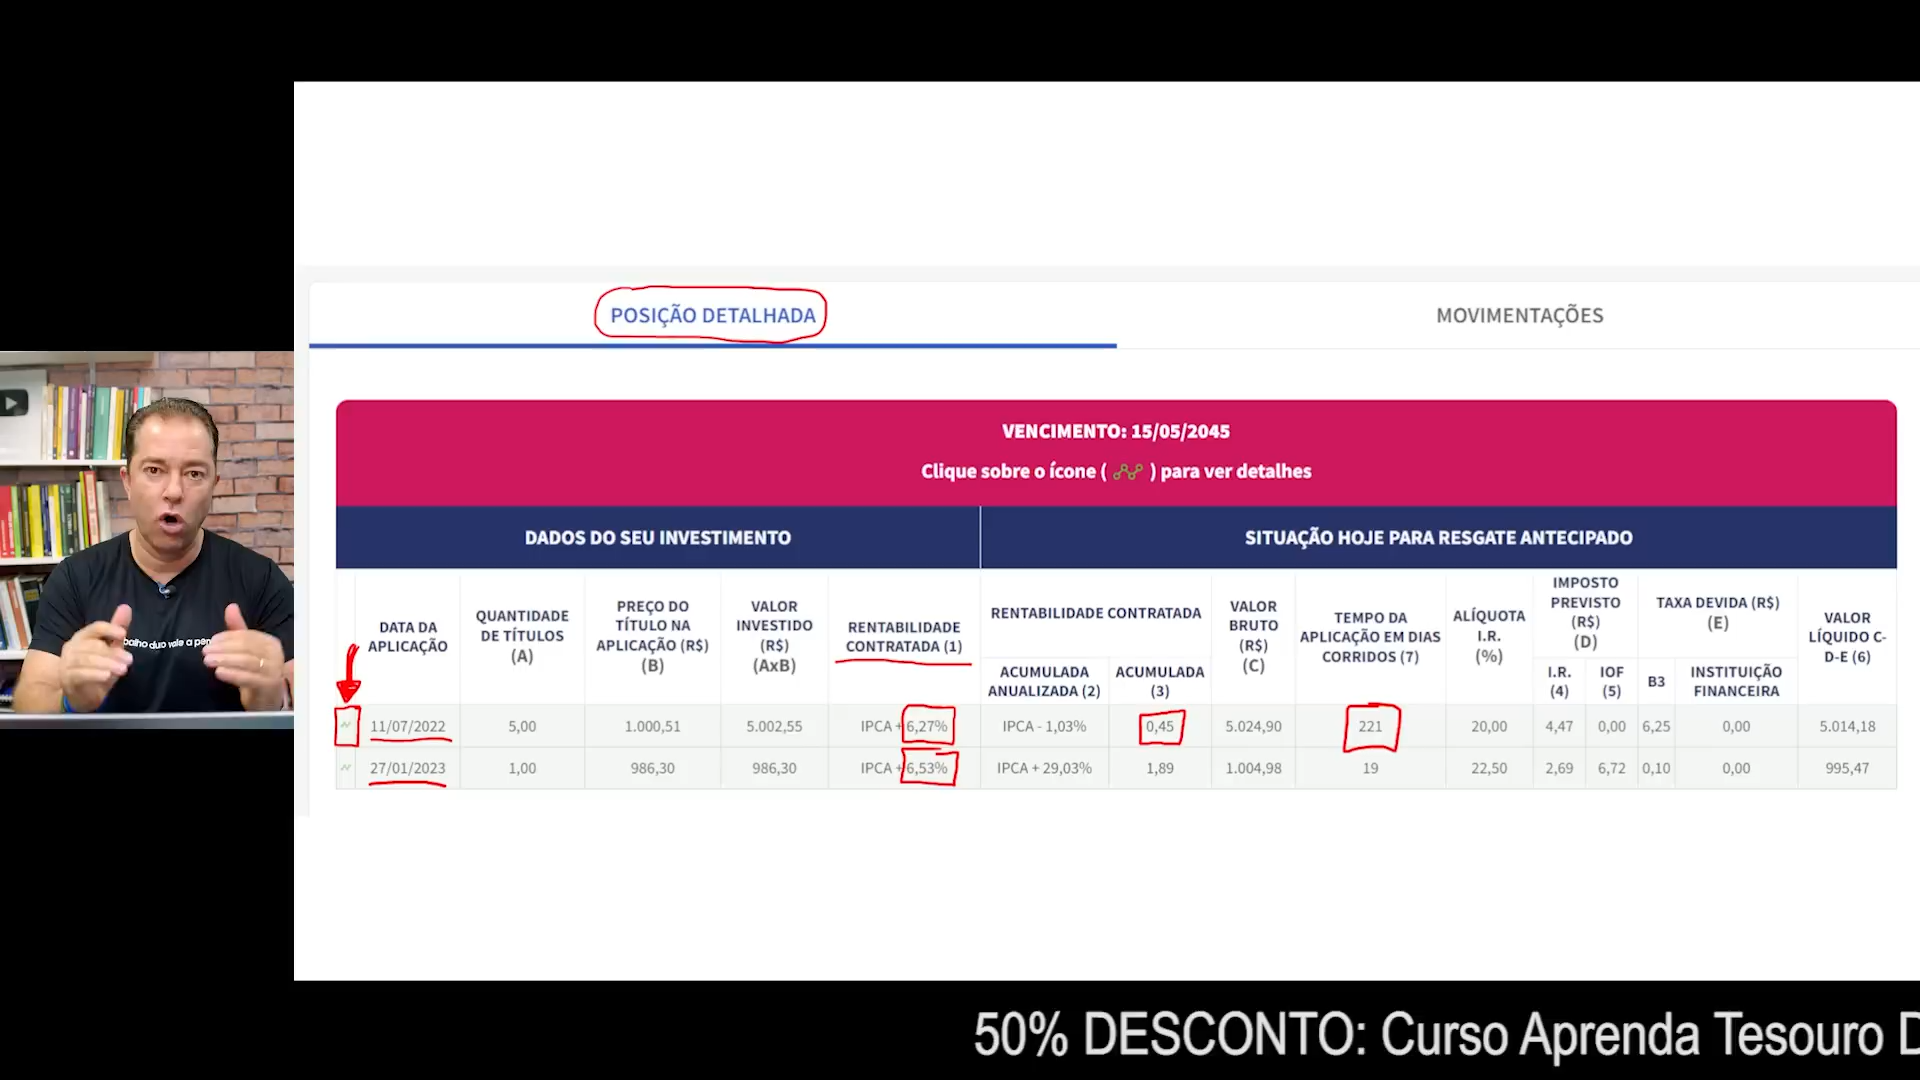 POSIÇÃO DETALHADA
MOVIMENTAÇÕES
VENCIMENTO: 15/05/2045
Clique sobre o ícone ( ) para ver detalhes
DADOS DO SEU INVESTIMENTO
SITUAÇÃO HOJE PARA RESGATE ANTECIPADO
DATA DA
APLICAÇÃO
QUANTIDADE
DE TÍTULOS
(A)
PREÇO DO
TÍTULO NA
APLICAÇÃO (R$)
(B)
VALOR
INVESTIDO
(R$)
(AxB)
RENTABILIDADE
CONTRATADA (1)
RENTABILIDADE CONTRATADA
ACUMULADA
ANUALIZADA (2)
ACUMULADA
(3)
VALOR
BRUTO
(R$)
(C)
TEMPO DA
APLICAÇÃO EM DIAS
CORRIDOS (7)
ALÍQUOTA
I.R.
(%)
IMPOSTO
PREVISTO
(R$)
(D)
I.R.
(4)
IOF
(5)
TAXA DEVIDA (R$)
(E)
B3
INSTITUIÇÃO
FINANCEIRA
VALOR
LÍQUIDO C-
D-E (6)
11/07/2022 5,00 1.000,51 5.002,55 IPCA + 6,27% IPCA - 1,03% 0,45 5.024,90 221 20,00 4,47 0,00 6,25 0,00 5.014,18
27/01/2023 1,00 986,30 986,30 IPCA + 6,53% IPCA + 29,03% 1,89 1.004,98 19 22,50 2,69 6,72 0,10 0,00 995,47
50% DESCONTO: Curso Aprenda Tesouro